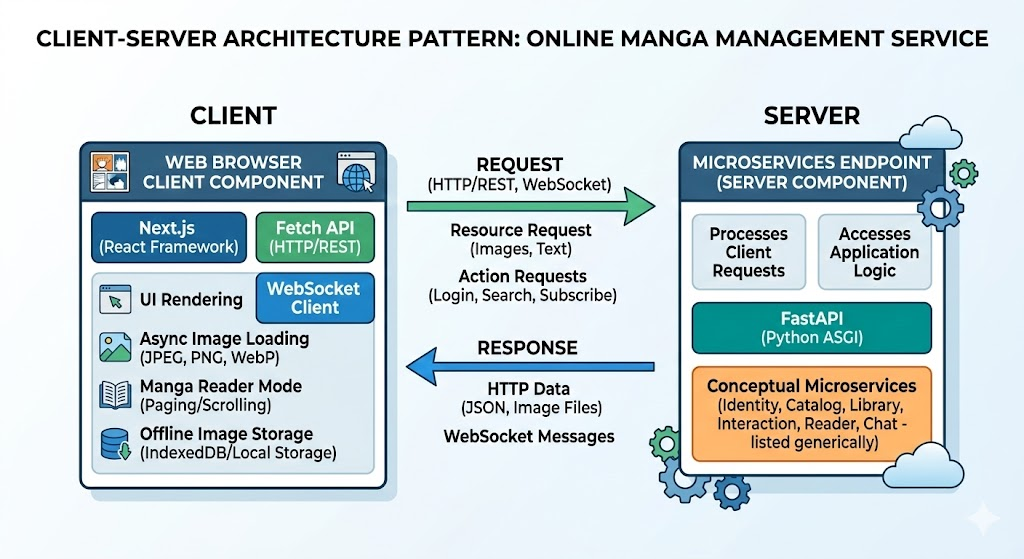 CLIENT-SERVER ARCHITECTURE PATTERN: ONLINE MANGA MANAGEMENT SERVICE
CLIENT
WEB BROWSER
CLIENT COMPONENT
Next.js
(React Framework)
Fetch API
(HTTP/REST)
UI Rendering
WebSocket
Client
Async Image Loading
(JPEG, PNG, WebP)
Manga Reader Mode
(Paging/Scrolling)
Offline Image Storage
(IndexedDB/Local Storage)
REQUEST
(HTTP/REST, WebSocket)
Resource Request
(Images, Text)
Action Requests
(Login, Search, Subscribe)
RESPONSE
HTTP Data
(JSON, Image Files)
WebSocket Messages
SERVER
MICROSERVICES ENDPOINT
(SERVER COMPONENT)
Processes
Client
Requests
Accesses
Application
Logic
FastAPI
(Python ASGI)
Conceptual Microservices
(Identity, Catalog, Library,
Interaction, Reader, Chat -
listed generically)